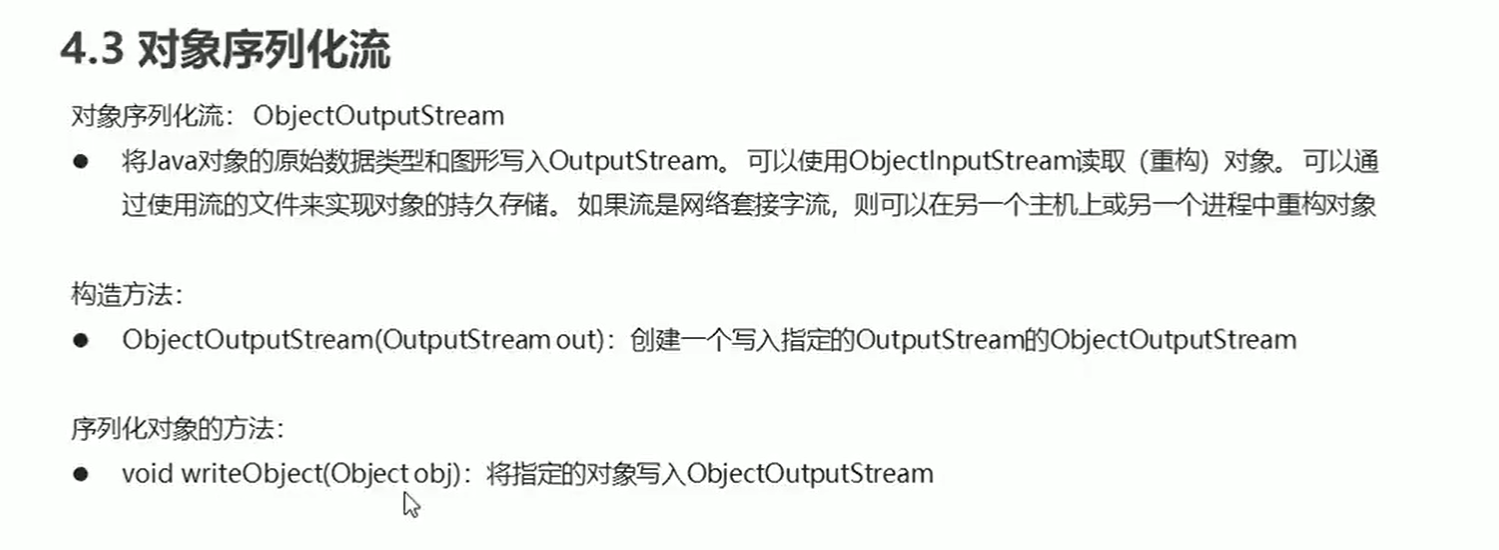 4.3 对象序列化流
对象序列化流： ObjectOutputStream
● 将Java对象的原始数据类型和图形写入OutputStream。 可以使用ObjectInputStream读取（重构）对象。 可以通
过使用流的文件来实现对象的持久存储。 如果流是网络套接字流，则可以在另一个主机上或另一个进程中重构对象
构造方法：
● ObjectOutputStream(OutputStream out)：创建一个写入指定的OutputStream的ObjectOutputStream
序列化对象的方法：
● void writeObject(Object obj)：将指定的对象写入ObjectOutputStream